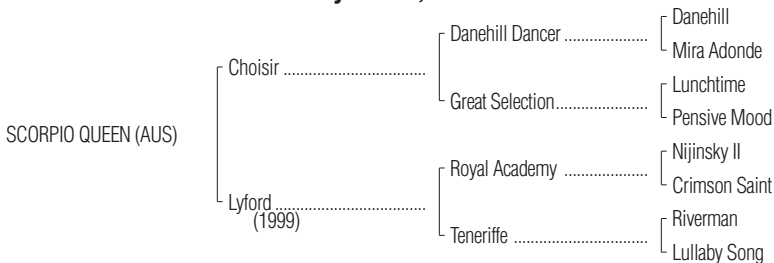 Danehill
Danehill Dancer ....................
Mira Adonde
Choisir ..................................
Lunchtime
Great Selection......................
Pensive Mood
SCORPIO QUEEN (AUS)
Nijinsky II
Royal Academy ....................
Crimson Saint
Lyford ....................................
(1999)
Riverman
Teneriffe ................................
Lullaby Song